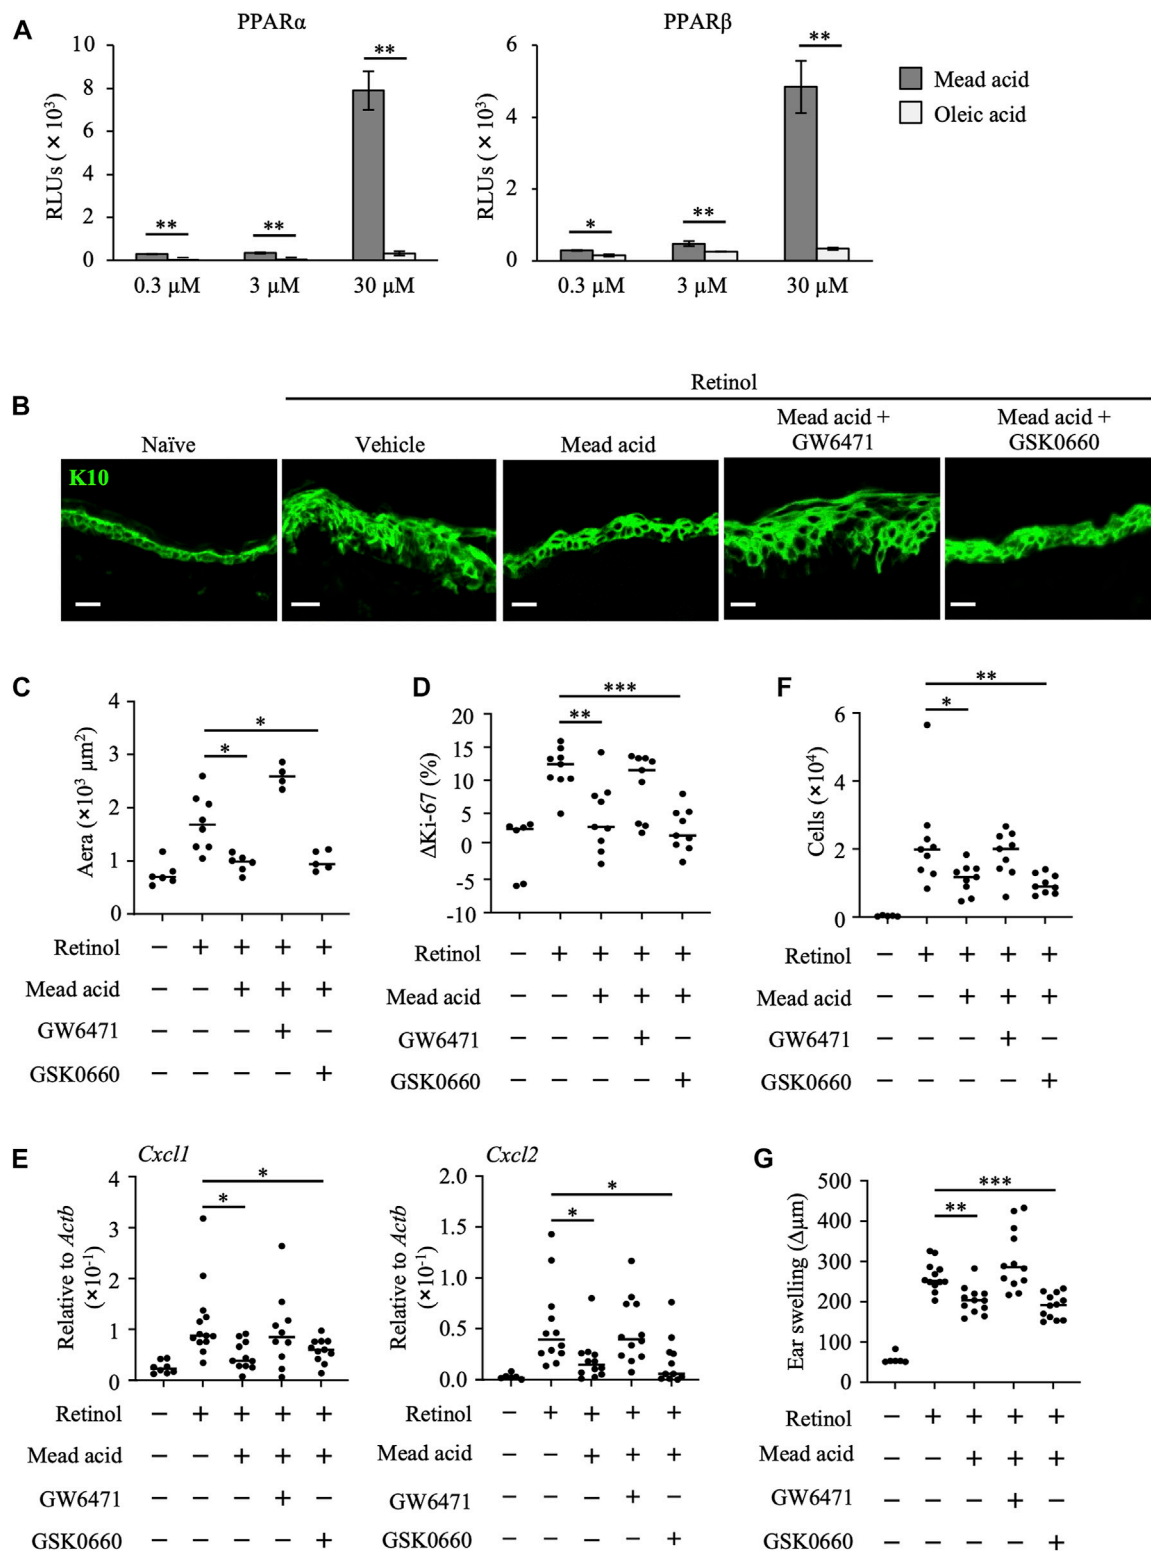 A
PPARα
PPARβ
RLUs (×10³)
10
8
6
4
2
0
**
**
**
0.3 µM
3 µM
30 µM
RLUs (×10³)
6
4
2
0
*
**
**
0.3 µM
3 µM
30 µM
Mead acid
Oleic acid
B
Retinol
Naïve
Vehicle
Mead acid
Mead acid +
GW6471
Mead acid +
GSK0660
K10
C
Aera (×10³ µm²)
4
3
2
1
0
*
*
Retinol − + + + +
Mead acid − − + + +
GW6471 − − − + −
GSK0660 − − − − +
D
ΔKi-67 (%)
20
15
10
5
0
-5
-10
***
**
Retinol − + + + +
Mead acid − − + + +
GW6471 − − − + −
GSK0660 − − − − +
F
Cells (×10⁴)
6
4
2
0
**
*
Retinol − + + + +
Mead acid − − + + +
GW6471 − − − + −
GSK0660 − − − − +
E
Cxcl1
Relative to Actb
(×10⁻¹)
4
3
2
1
0
*
*
Retinol − + + + +
Mead acid − − + + +
GW6471 − − − + −
GSK0660 − − − − +
Cxcl2
Relative to Actb
(×10⁻¹)
2.0
1.5
1.0
0.5
0.0
*
*
Retinol − + + + +
Mead acid − − + + +
GW6471 − − − + −
GSK0660 − − − − +
G
Ear swelling (Δµm)
500
400
300
200
100
0
***
**
Retinol − + + + +
Mead acid − − + + +
GW6471 − − − + −
GSK0660 − − − − +